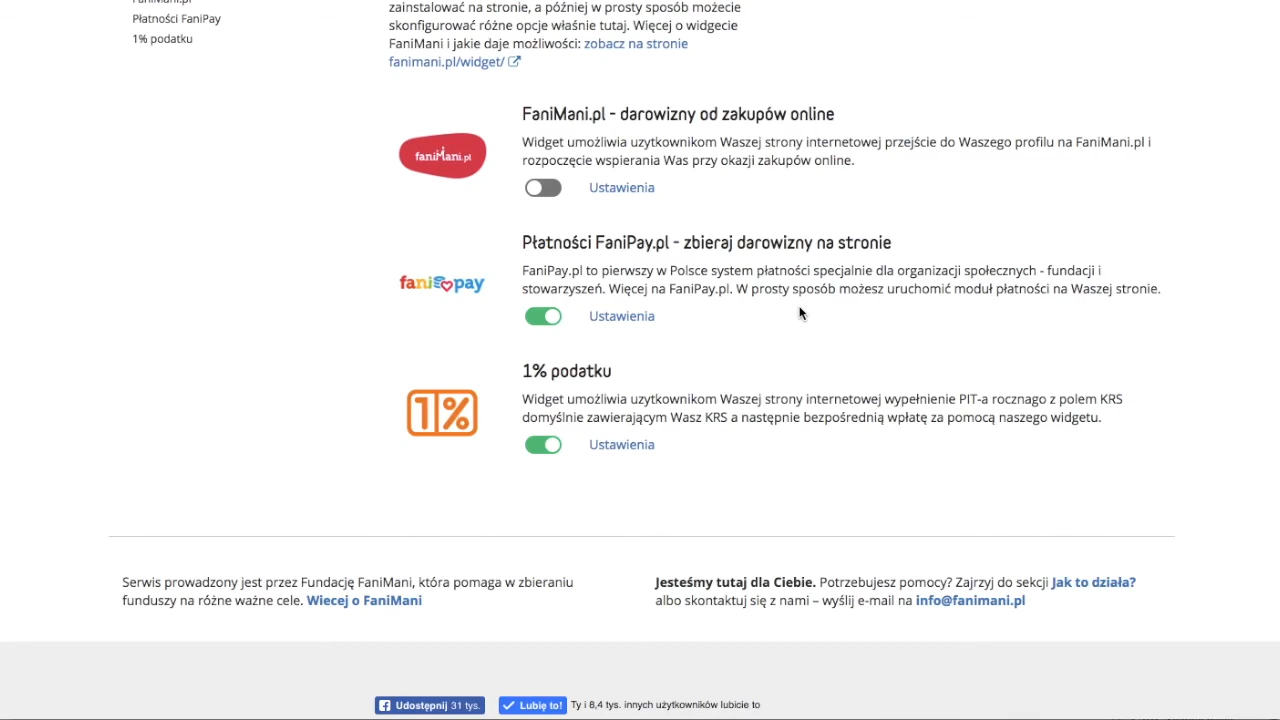 Płatności FaniPay
1% podatku
zainstalować na stronie, a później w prosty sposób możecie
skonfigurować różne opcje właśnie tutaj. Więcej o widgecie
FaniMani i jakie daje możliwości: zobacz na stronie
fanimani.pl/widget/
FaniMani.pl - darowizny od zakupów online
faniMani.pl
Widget umożliwia uzytkownikom Waszej strony internetowej przejście do Waszego profilu na FaniMani.pl i
rozpoczęcie wspierania Was przy okazji zakupów online.
Ustawienia
Płatności FaniPay.pl - zbieraj darowizny na stronie
fani pay
FaniPay.pl to pierwszy w Polsce system płatności specjalnie dla organizacji społecznych - fundacji i
stowarzyszeń. Więcej na FaniPay.pl. W prosty sposób możesz uruchomić moduł płatności na Waszej stronie.
Ustawienia
1% podatku
1%
Widget umożliwia uzytkownikom Waszej strony internetowej wypełnienie PIT-a rocznego z polem KRS
domyślnie zawierającym Wasz KRS a następnie bezpośrednią wpłatę za pomocą naszego widgetu.
Ustawienia
Serwis prowadzony jest przez Fundację FaniMani, która pomaga w zbieraniu
funduszy na różne ważne cele. Wiecej o FaniMani
Jesteśmy tutaj dla Ciebie. Potrzebujesz pomocy? Zajrzyj do sekcji Jak to działa?
albo skontaktuj się z nami – wyślij e-mail na info@fanimani.pl
Udostępnij 31 tys.
Lubię to!
Ty i 8,4 tys. innych użytkowników lubicie to